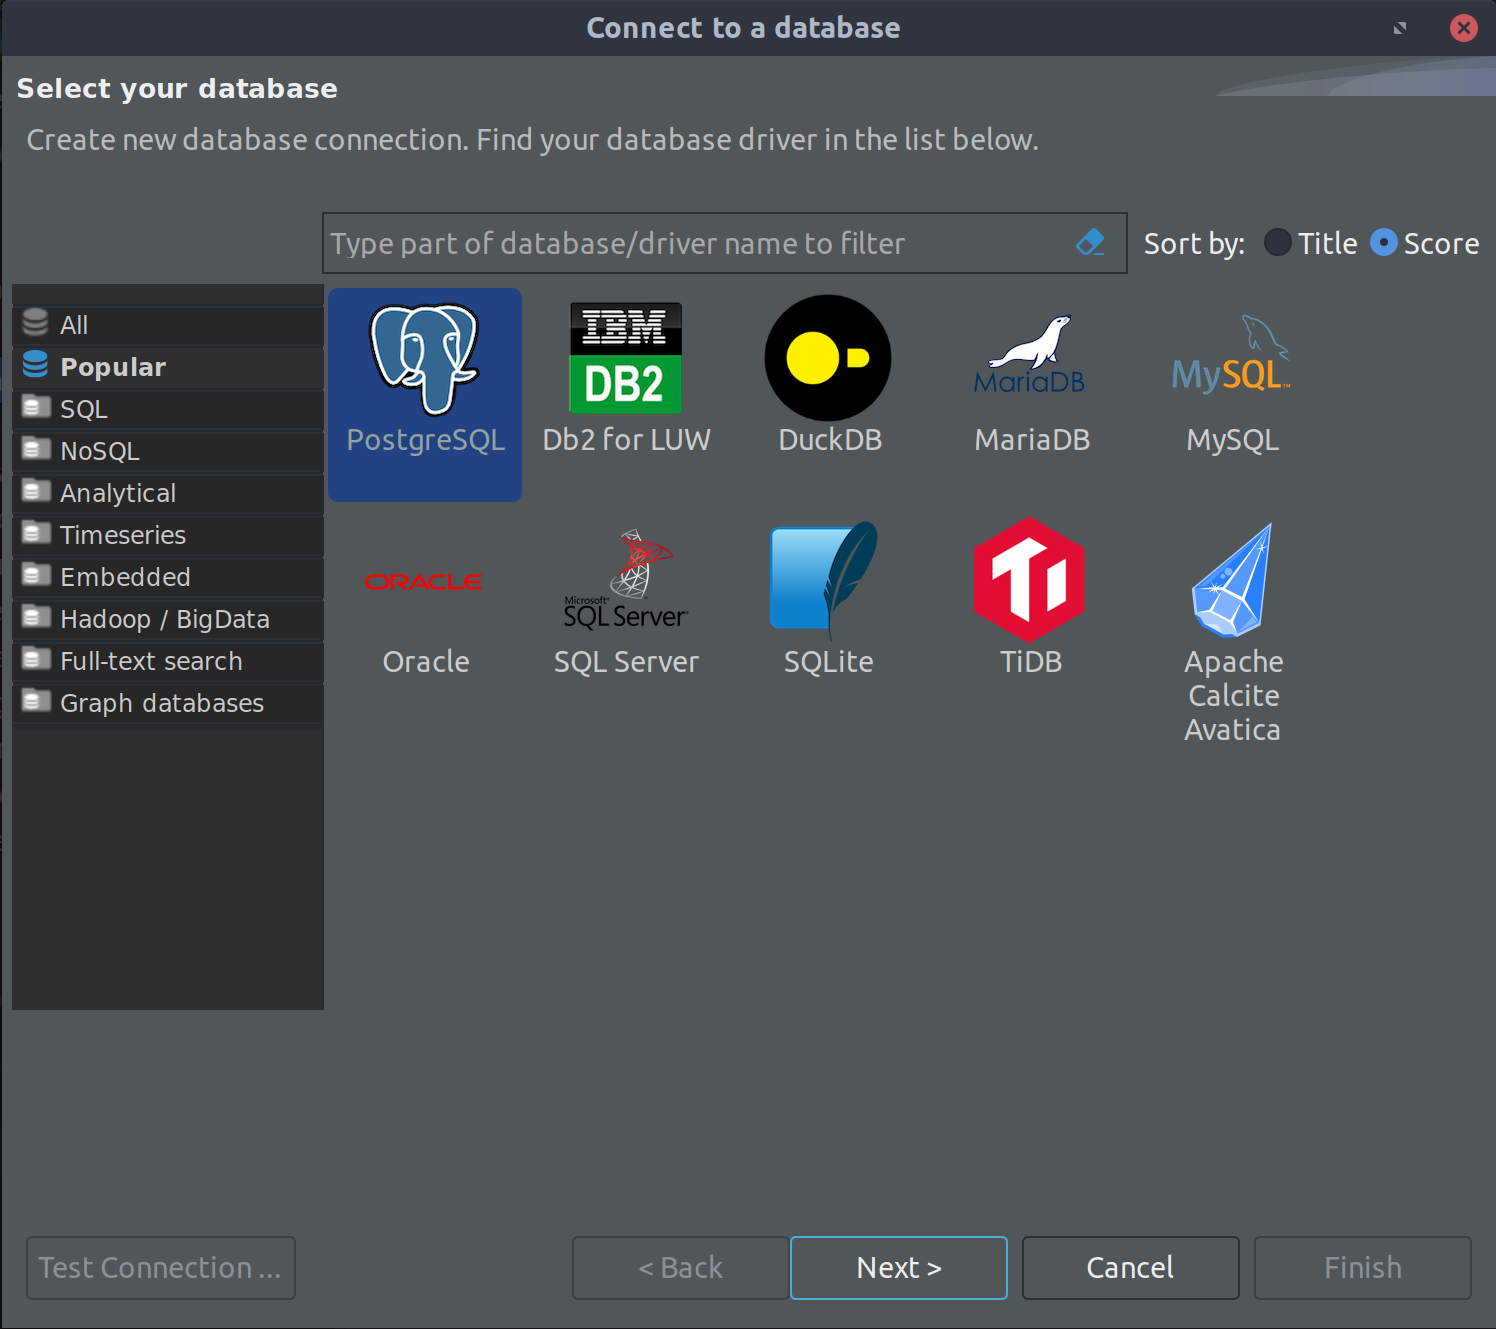 Connect to a database
Select your database
Create new database connection. Find your database driver in the list below.
Type part of database/driver name to filter
Sort by: Title Score
All
Popular
SQL
NoSQL
Analytical
Timeseries
Embedded
Hadoop / BigData
Full-text search
Graph databases
IBM
DB2
MariaDB
MySQL™
PostgreSQL
Db2 for LUW
DuckDB
MariaDB
MySQL
ORACLE
Microsoft®
SQL Server®
Oracle
SQL Server
SQLite
TiDB
Apache
Calcite
Avatica
Test Connection ...
< Back
Next >
Cancel
Finish